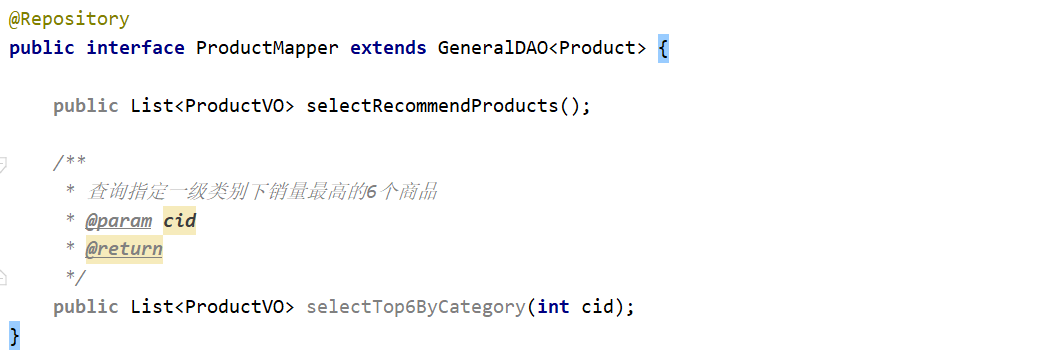 @Repository
public interface ProductMapper extends GeneralDAO<Product> {
public List<ProductVO> selectRecommendProducts();
/**
* 查询指定一级类别下销量最高的6个商品
* @param cid
* @return
*/
public List<ProductVO> selectTop6ByCategory(int cid);
}